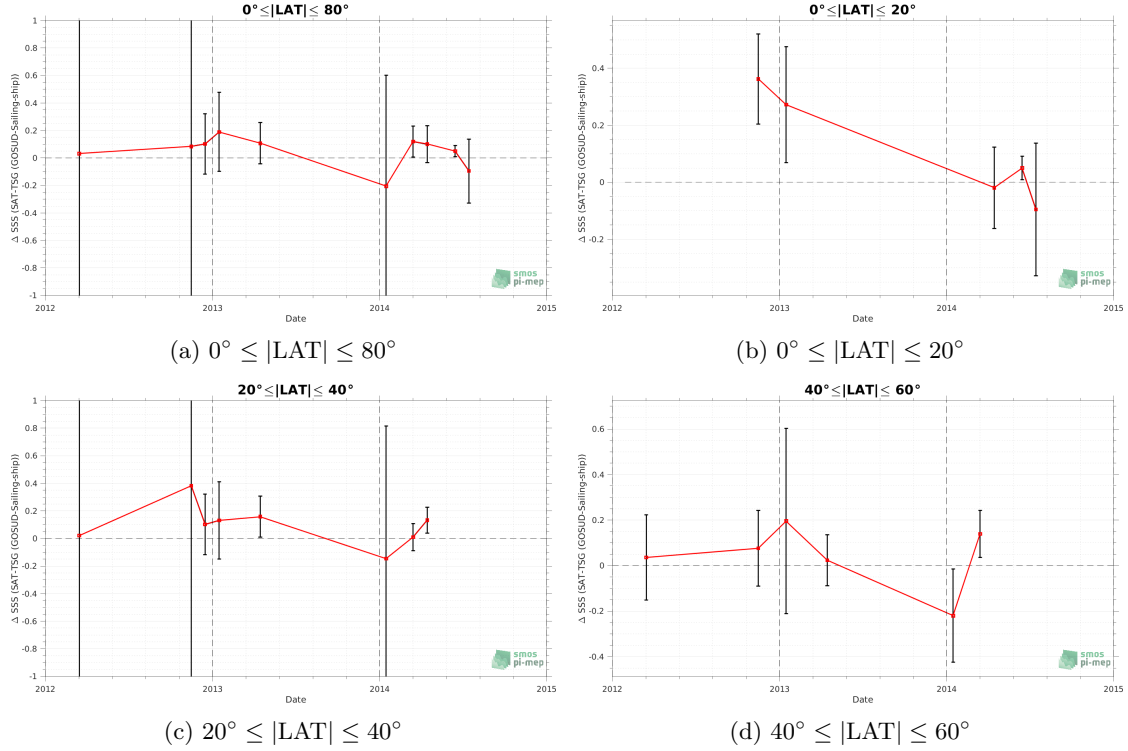 0°≤|LAT|≤ 80°
Δ SSS (SAT-TSG (GOSUD-Sailing-ship))
1
0.8
0.6
0.4
0.2
0
-0.2
-0.4
-0.6
-0.8
-1
2012 2013 2014 2015
Date
smos
pi-mep
(a) 0° ≤ |LAT| ≤ 80°
0°≤|LAT|≤ 20°
Δ SSS (SAT-TSG (GOSUD-Sailing-ship))
0.4
0.2
0
-0.2
2012 2013 2014 2015
Date
smos
pi-mep
(b) 0° ≤ |LAT| ≤ 20°
20°≤|LAT|≤ 40°
Δ SSS (SAT-TSG (GOSUD-Sailing-ship))
1
0.8
0.6
0.4
0.2
0
-0.2
-0.4
-0.6
-0.8
-1
2012 2013 2014 2015
Date
smos
pi-mep
(c) 20° ≤ |LAT| ≤ 40°
40°≤|LAT|≤ 60°
Δ SSS (SAT-TSG (GOSUD-Sailing-ship))
0.6
0.4
0.2
0
-0.2
-0.4
2012 2013 2014 2015
Date
smos
pi-mep
(d) 40° ≤ |LAT| ≤ 60°